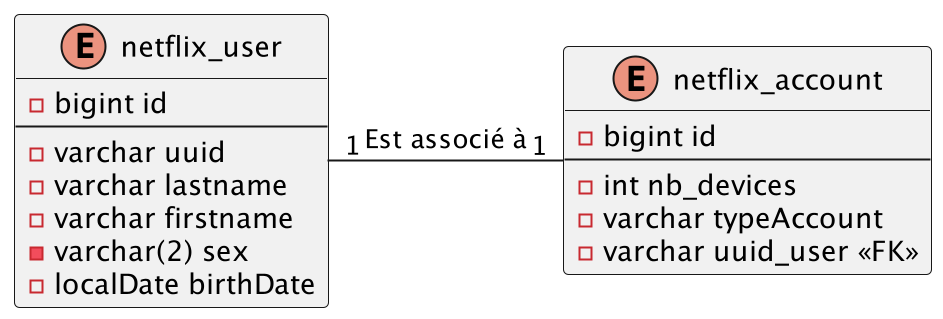 E netflix_user
bigint id
varchar uuid
varchar lastname
varchar firstname
varchar(2) sex
localDate birthDate
1 Est associé à 1
E netflix_account
bigint id
int nb_devices
varchar typeAccount
varchar uuid_user «FK»